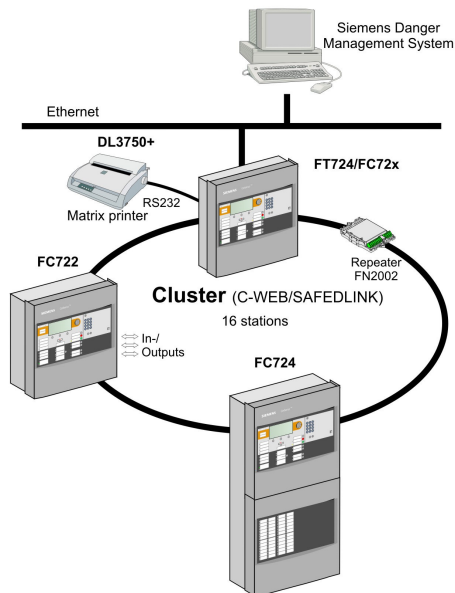 Siemens Danger
Management System
Ethernet
DL3750+
FT724/FC72x
RS232
Matrix printer
Repeater
FN2002
FC722
Cluster (C-WEB/SAFEDLINK)
16 stations
In-/
Outputs
FC724